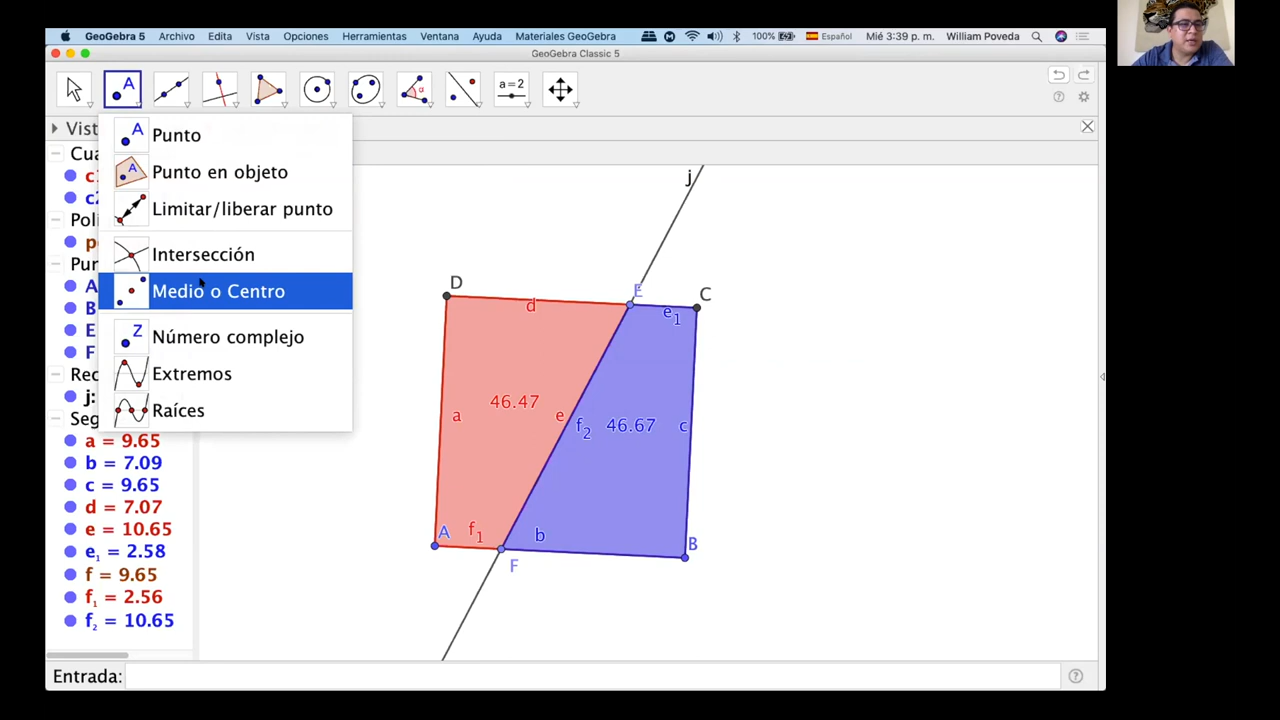 GeoGebra 5 Archivo Edita Vista Opciones Herramientas Ventana Ayuda Materiales GeoGebra 100% Español Mié 3:39 p. m. William Poveda
GeoGebra Classic 5
A α a = 2
Vist
Punto
Punto en objeto
Limitar/liberar punto
Intersección
Medio o Centro
Número complejo
Extremos
Raíces
A
A
Z
Cua
Poli
Pun
A
B
E
F
Rec
j:
Seg
a = 9.65
b = 7.09
c = 9.65
d = 7.07
e = 10.65
e₁ = 2.58
f = 9.65
f₁ = 2.56
f₂ = 10.65
j
D
E
C
d
e₁
a
46.47
e
f₂
46.67
c
A
f₁
b
B
F
Entrada: